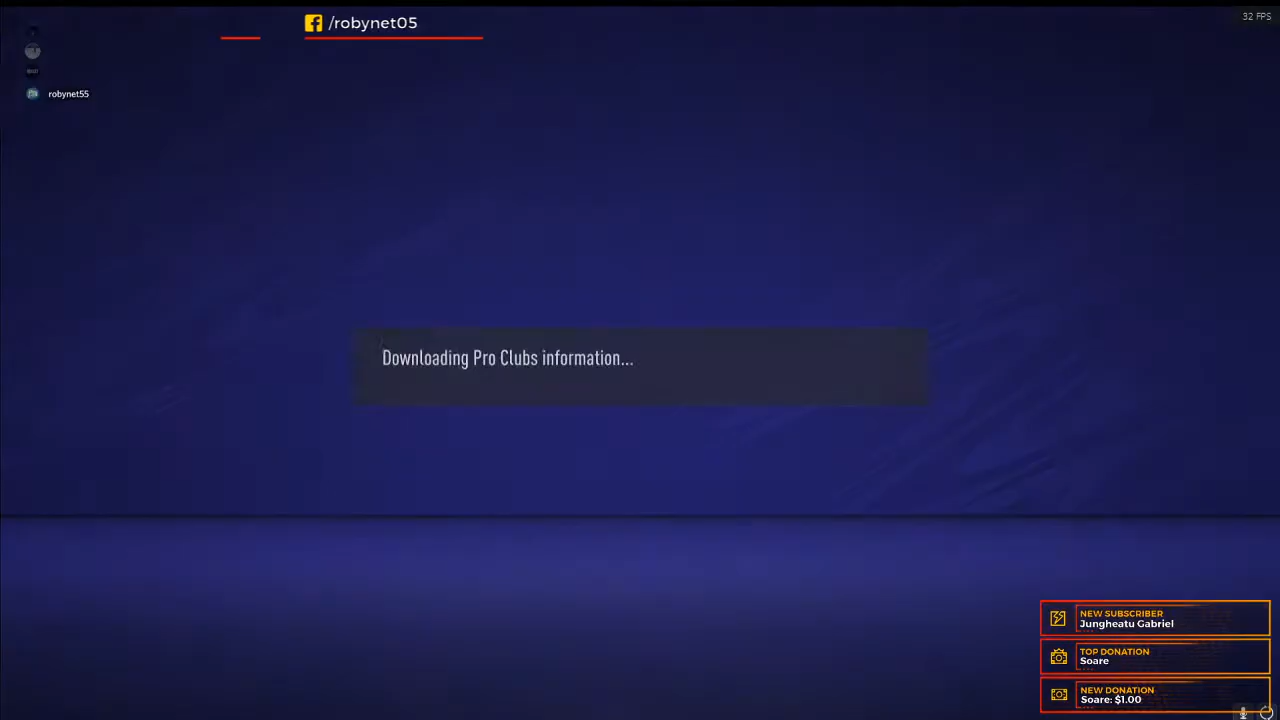 /robynet05
32 FPS
robynet55
Downloading Pro Clubs information...
NEW SUBSCRIBER
Jungheatu Gabriel
TOP DONATION
Soare
NEW DONATION
Soare: $1.00